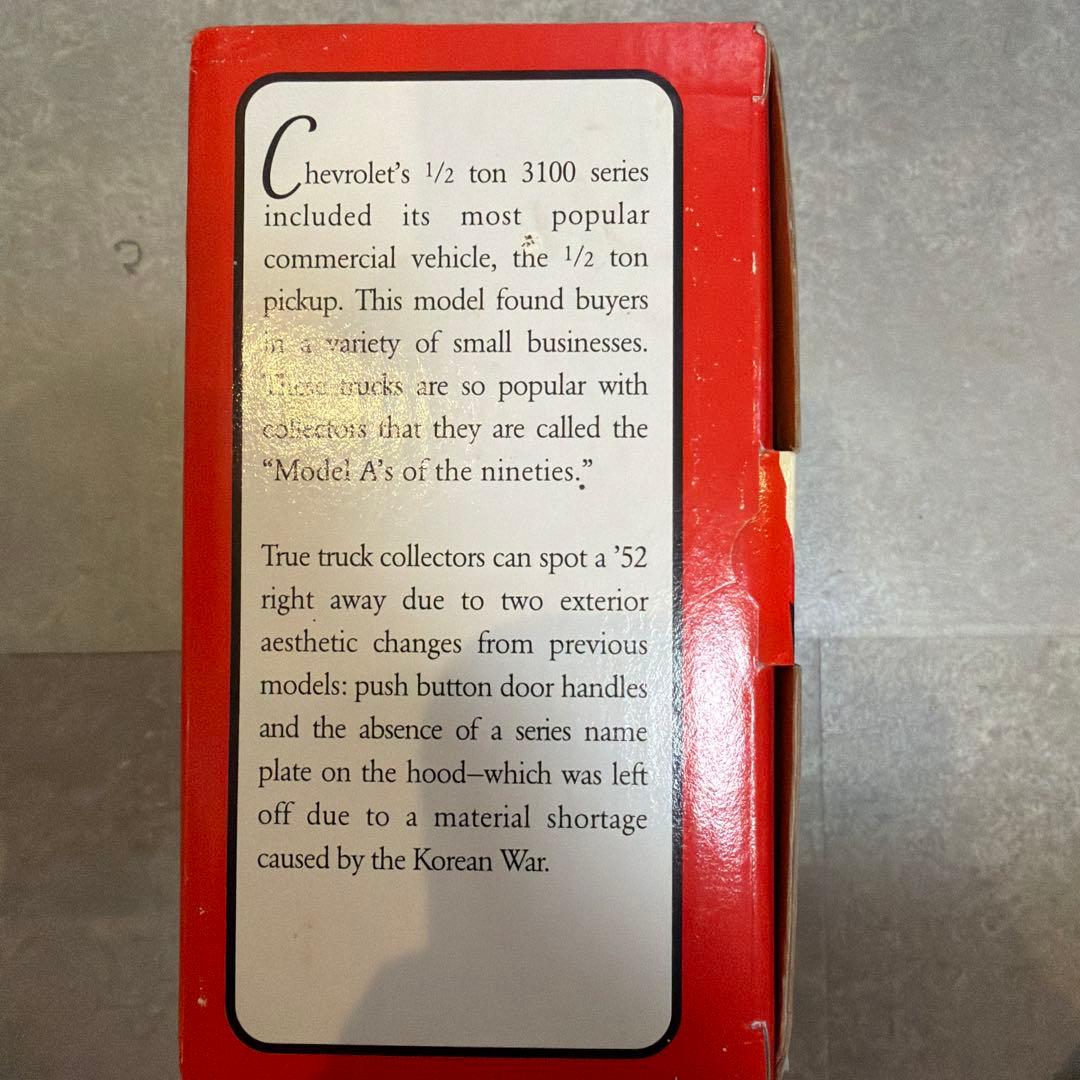 Chevrolet's 1/2 ton 3100 series
included its most popular
commercial vehicle, the 1/2 ton
pickup. This model found buyers
in a variety of small businesses.
These trucks are so popular with
collectors that they are called the
“Model A's of the nineties.”
True truck collectors can spot a ’52
right away due to two exterior
aesthetic changes from previous
models: push button door handles
and the absence of a series name
plate on the hood–which was left
off due to a material shortage
caused by the Korean War.